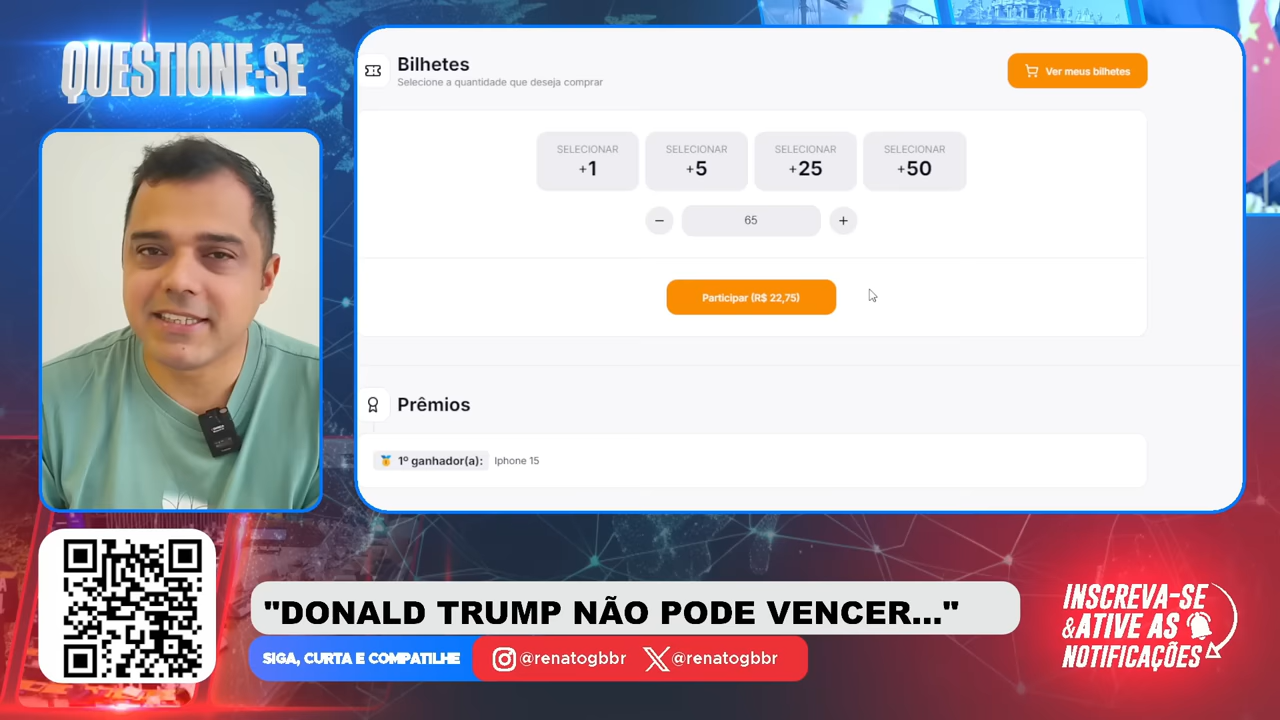 QUESTIONE-SE
Bilhetes
Selecione a quantidade que deseja comprar
Ver meus bilhetes
SELECIONAR
+1
SELECIONAR
+5
SELECIONAR
+25
SELECIONAR
+50
−
65
+
Participar (R$ 22,75)
Prêmios
1º ganhador(a):
Iphone 15
"DONALD TRUMP NÃO PODE VENCER..."
SIGA, CURTA E COMPATILHE
@renatogbbr
@renatogbbr
INSCREVA-SE
&ATIVE AS
NOTIFICAÇÕES